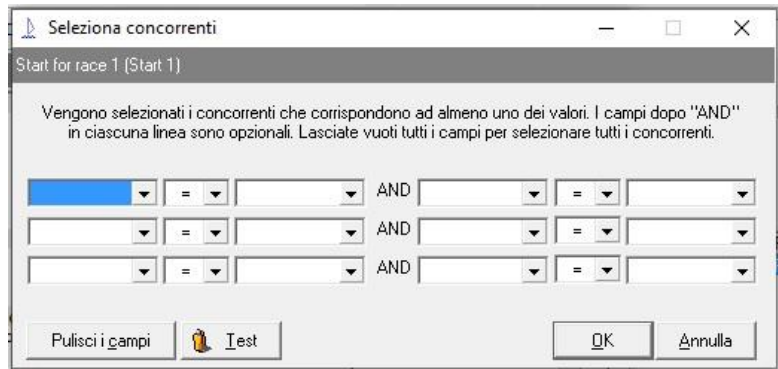 Seleziona concorrenti
Start for race 1 (Start 1)
Vengono selezionati i concorrenti che corrispondono ad almeno uno dei valori. I campi dopo "AND"
in ciascuna linea sono opzionali. Lasciate vuoti tutti i campi per selezionare tutti i concorrenti.
= AND =
= AND =
= AND =
Pulisci i campi Test OK Annulla